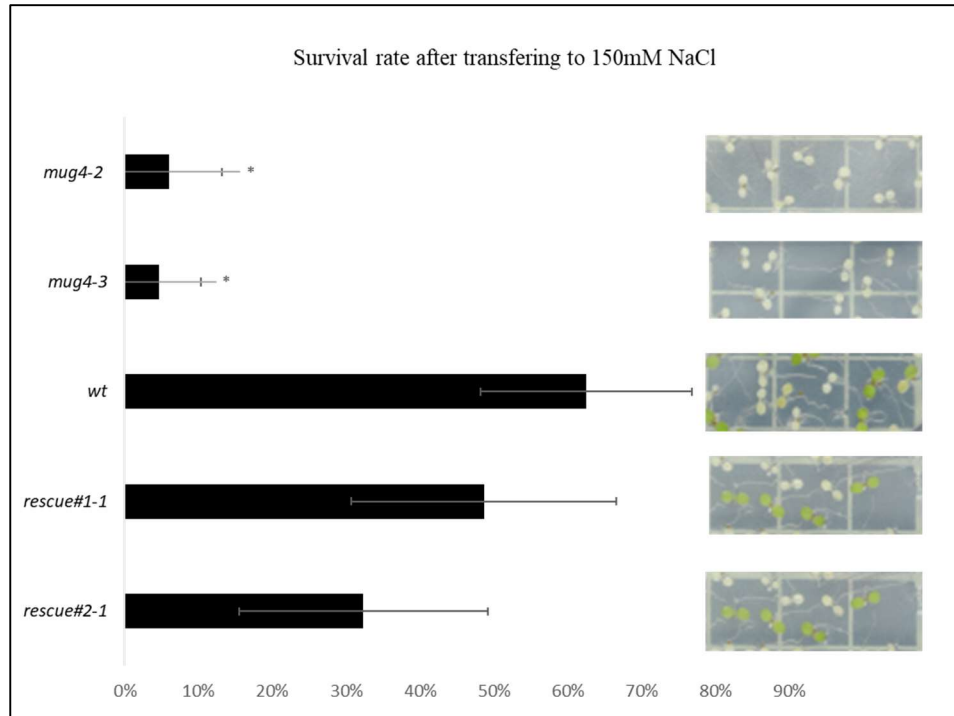 Survival rate after transfering to 150mM NaCl
mug4-2
*
mug4-3
*
wt
rescue#1-1
rescue#2-1
0% 10% 20% 30% 40% 50% 60% 70% 80% 90%